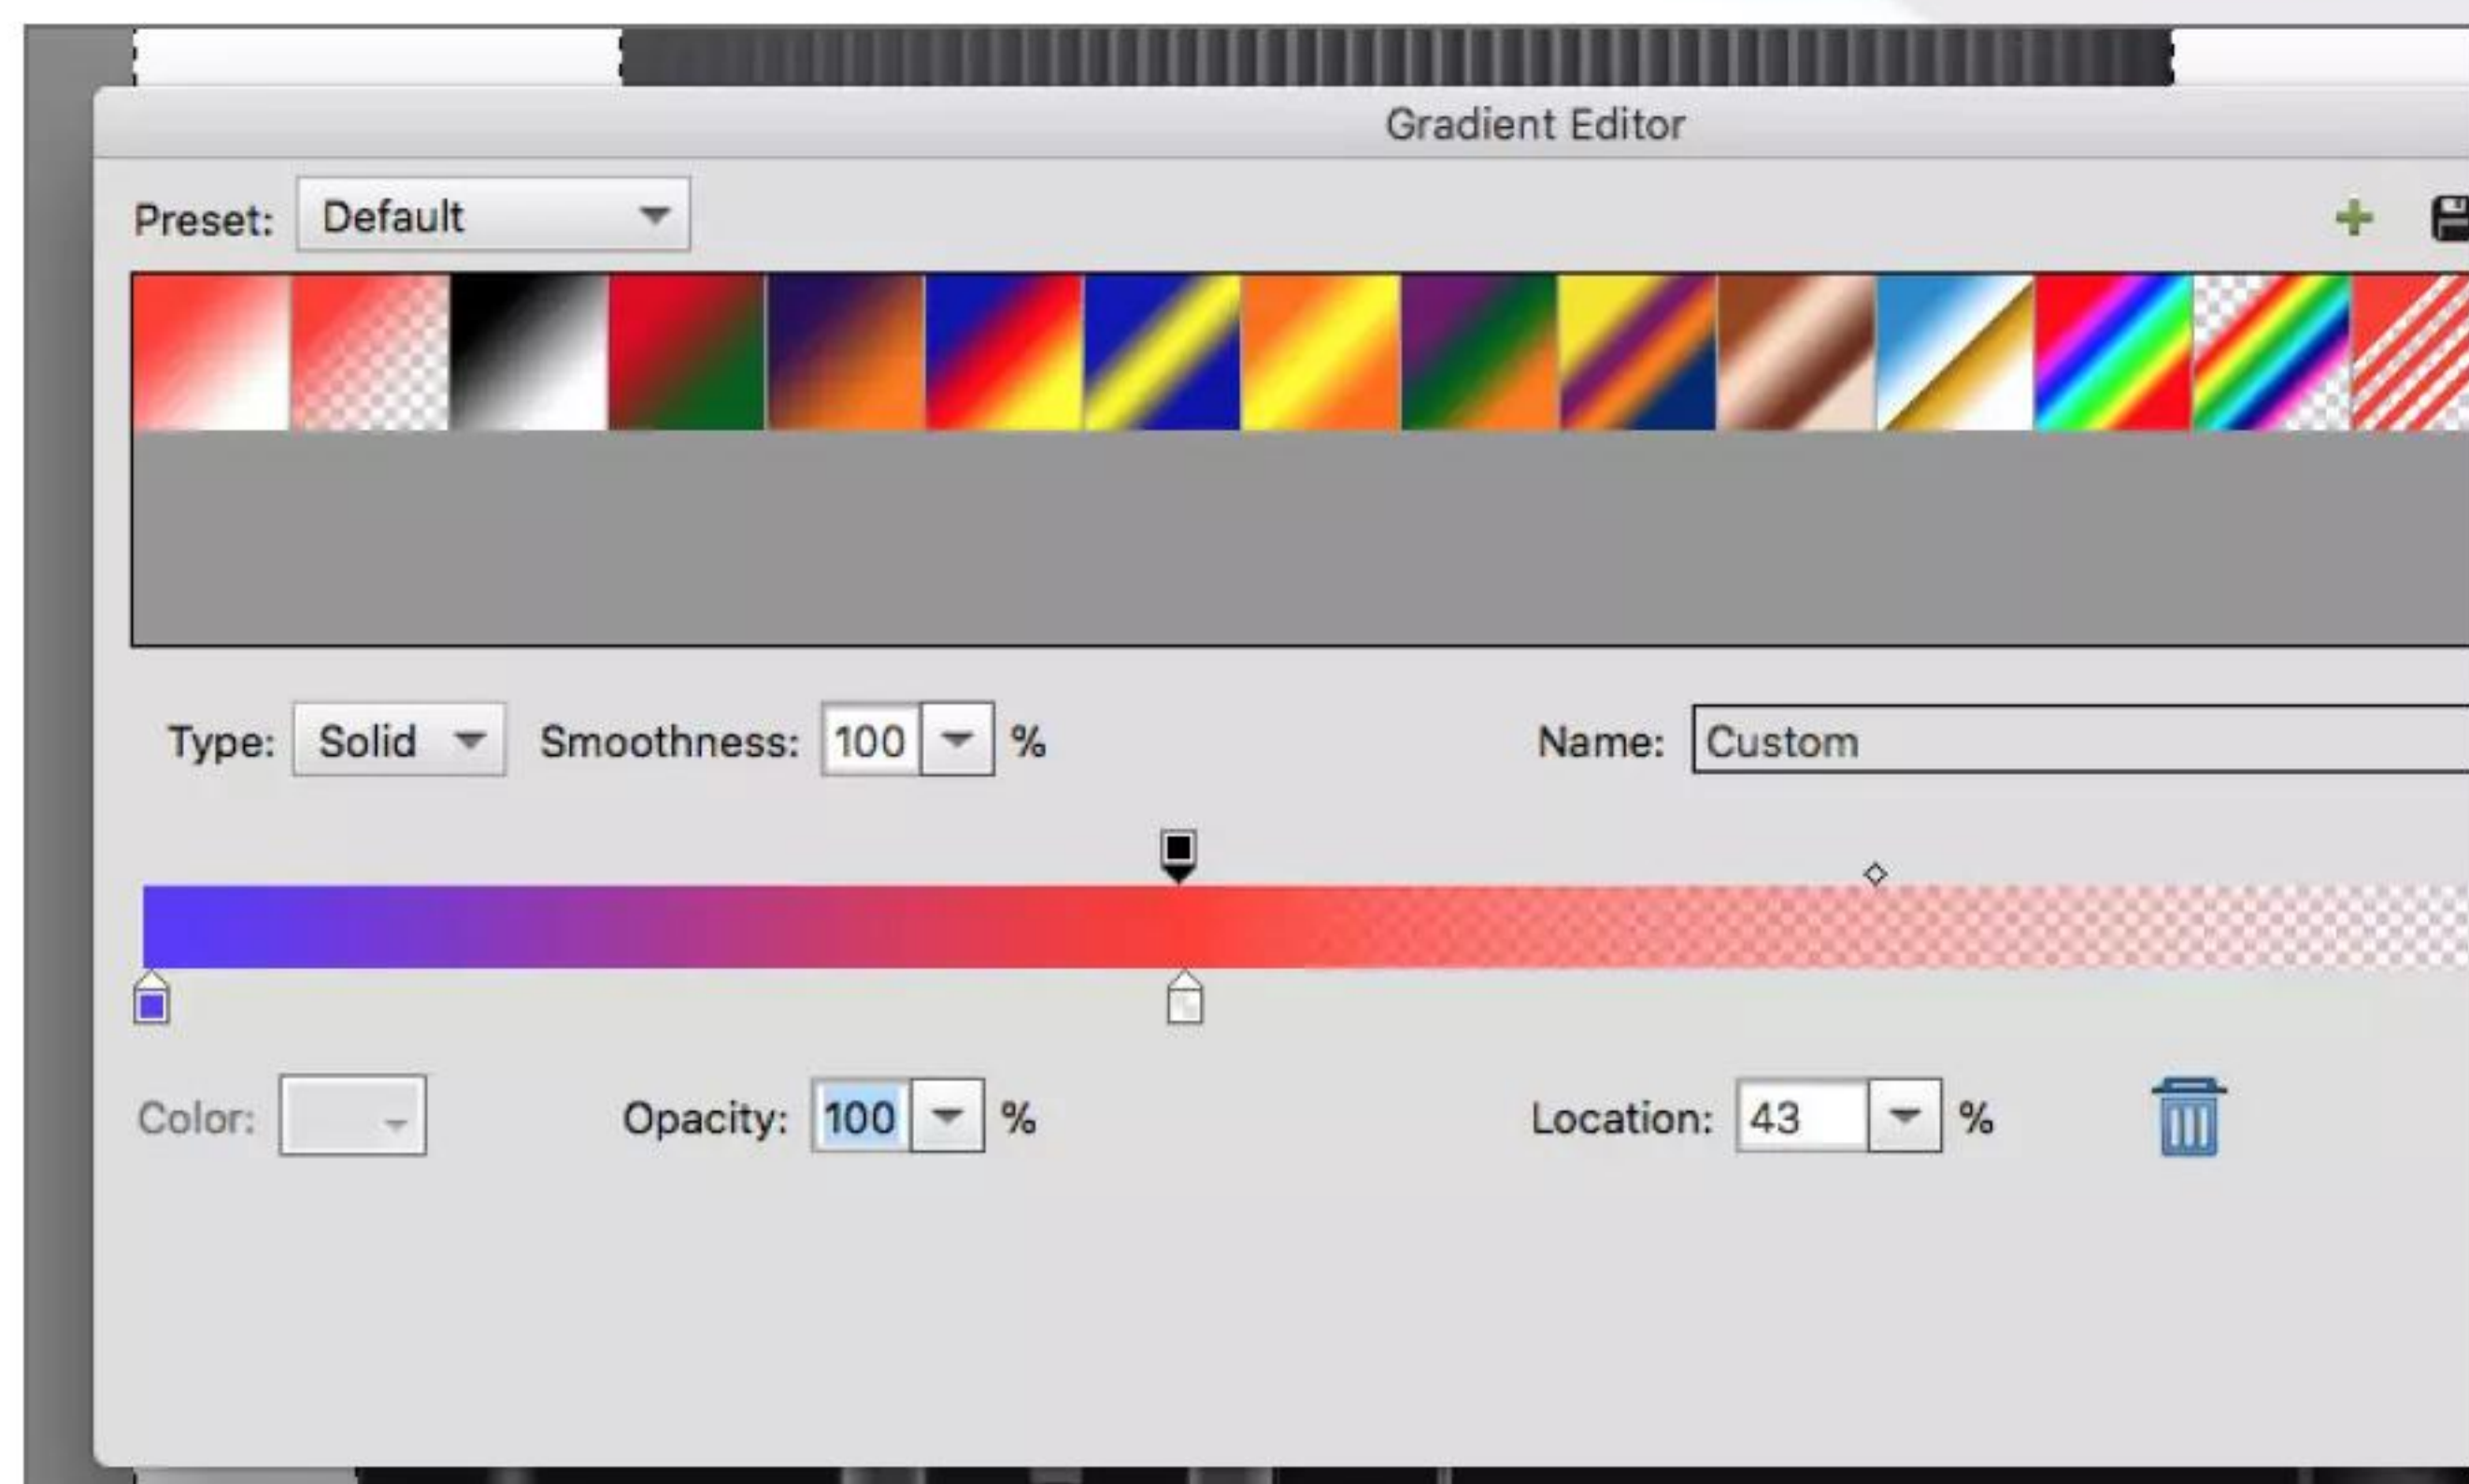 Gradient Editor
Preset: Default
Type: Solid Smoothness: 100 % Name: Custom
Color: Opacity: 100 % Location: 43 %